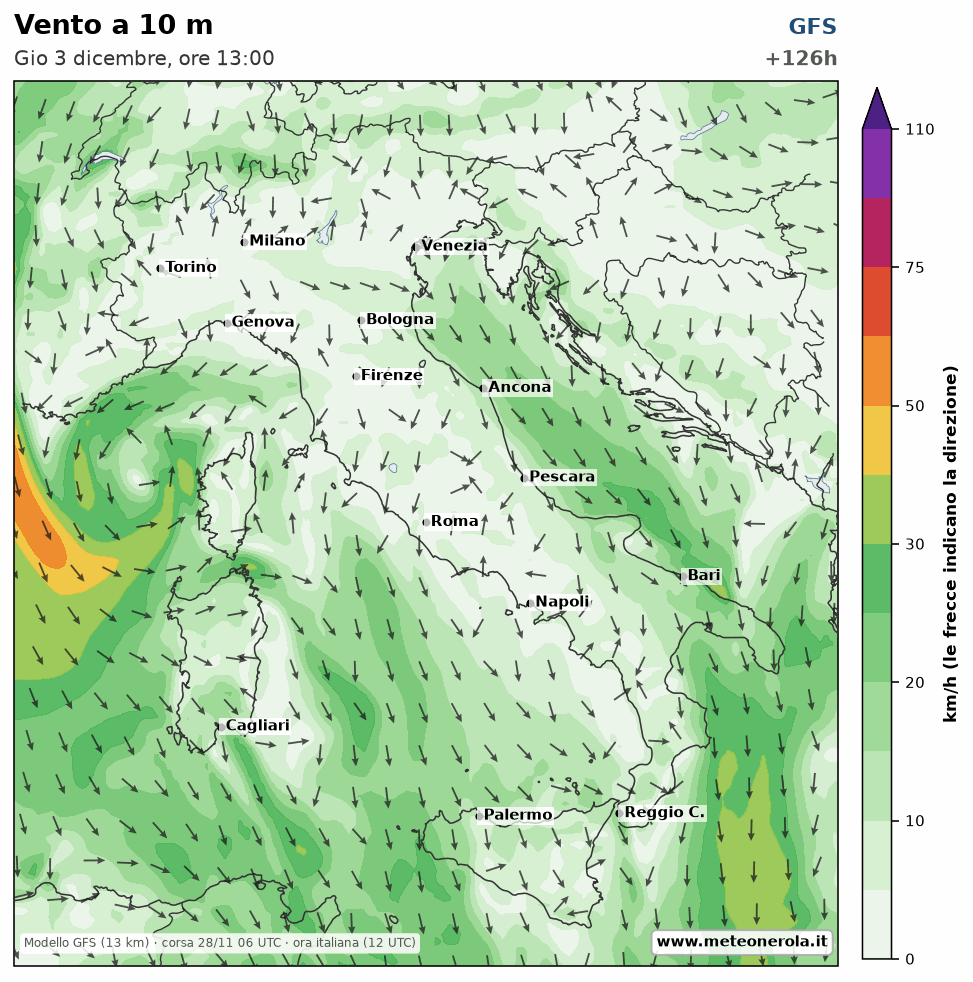 Vento a 10 m
GFS
Gio 3 dicembre, ore 13:00
+126h
110
Milano
Venezia
Torino
75
Genova
Bologna
Firenze
Ancona
50
Pescara
Roma
30
Bari
Napoli
20
Cagliari
Palermo
Reggio C.
10
km/h (le frecce indicano la direzione)
Modello GFS (13 km) · corsa 28/11 06 UTC · ora italiana (12 UTC)
www.meteonerola.it
0